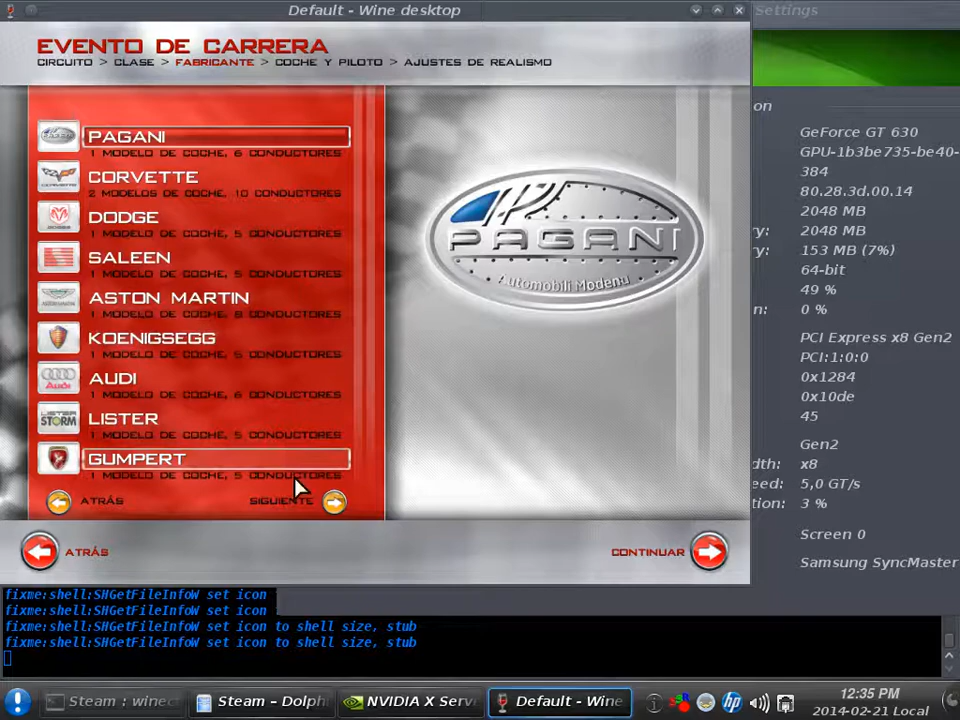 Default - Wine desktop
Settings
EVENTO DE CARRERA
CIRCUITO > CLASE > FABRICANTE > COCHE Y PILOTO > AJUSTES DE REALISMO
PAGANI
1 MODELO DE COCHE, 6 CONDUCTORES
CORVETTE
2 MODELOS DE COCHE, 10 CONDUCTORES
DODGE
1 MODELO DE COCHE, 5 CONDUCTORES
SALEEN
1 MODELO DE COCHE, 5 CONDUCTORES
ASTON MARTIN
1 MODELO DE COCHE, 8 CONDUCTORES
KOENIGSEGG
1 MODELO DE COCHE, 5 CONDUCTORES
AUDI
1 MODELO DE COCHE, 6 CONDUCTORES
LISTER
1 MODELO DE COCHE, 5 CONDUCTORES
GUMPERT
1 MODELO DE COCHE, 5 CONDUCTORES
ATRÁS
SIGUIENTE
PAGANI
Automobili Modena
LISTER
STORM
Audi
ATRÁS
CONTINUAR
on
GeForce GT 630
GPU-1b3be735-be40-
384
80.28.3d.00.14
2048 MB
ry: 2048 MB
153 MB (7%)
64-bit
49 %
n: 0 %
PCI Express x8 Gen2
PCI:1:0:0
0x1284
0x10de
45
Gen2
dth: x8
eed: 5,0 GT/s
tion: 3 %
Screen 0
Samsung SyncMaster
fixme:shell:SHGetFileInfoW set icon
fixme:shell:SHGetFileInfoW set icon
fixme:shell:SHGetFileInfoW set icon to shell size, stub
fixme:shell:SHGetFileInfoW set icon to shell size, stub
Steam : winec
Steam – Dolph
NVIDIA X Serv
Default - Wine
hp
12:35 PM
2014-02-21 Local